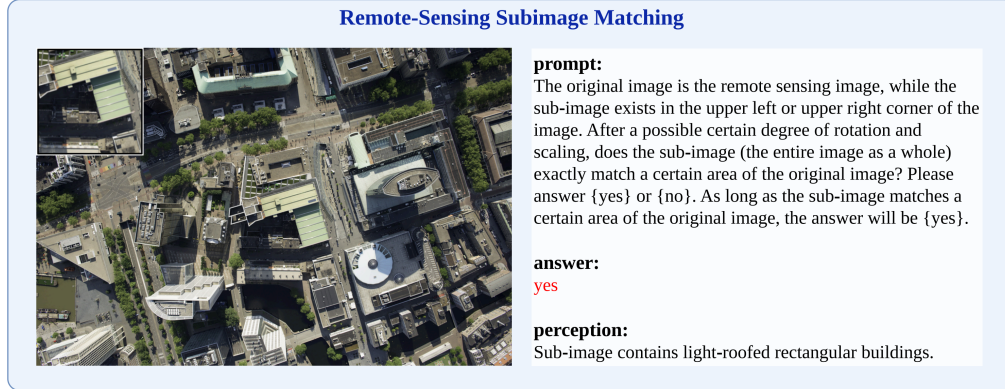 Remote-Sensing Subimage Matching
prompt:
The original image is the remote sensing image, while the
sub-image exists in the upper left or upper right corner of the
image. After a possible certain degree of rotation and
scaling, does the sub-image (the entire image as a whole)
exactly match a certain area of the original image? Please
answer {yes} or {no}. As long as the sub-image matches a
certain area of the original image, the answer will be {yes}.
answer:
yes
perception:
Sub-image contains light-roofed rectangular buildings.